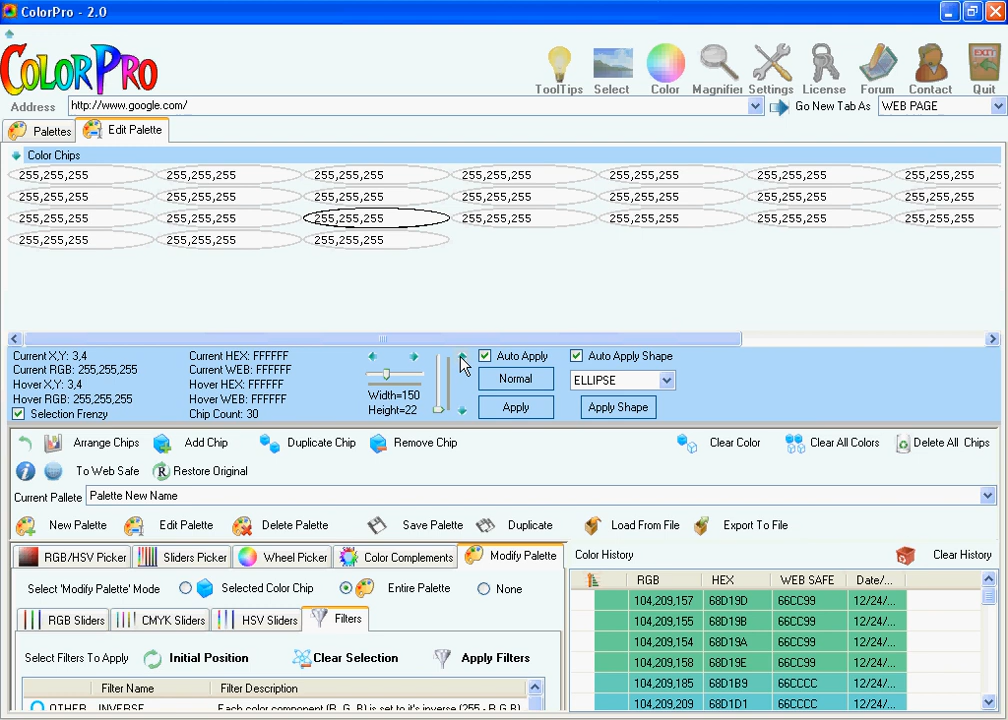 ColorPro - 2.0
COLORPRO
ToolTips Select Color Magnifier Settings License Forum Contact Quit
Address http://www.google.com/ Go New Tab As WEB PAGE
Palettes Edit Palette
Color Chips
255,255,255 255,255,255 255,255,255 255,255,255 255,255,255 255,255,255 255,255,255
255,255,255 255,255,255 255,255,255 255,255,255 255,255,255 255,255,255 255,255,255
255,255,255 255,255,255 255,255,255 255,255,255 255,255,255 255,255,255 255,255,255
255,255,255 255,255,255 255,255,255
Current X,Y: 3,4 Current HEX: FFFFFF Auto Apply Auto Apply Shape
Current RGB: 255,255,255 Current WEB: FFFFFF
Normal ELLIPSE
Hover X,Y: 3,4 Hover HEX: FFFFFF
Hover RGB: 255,255,255 Hover WEB: FFFFFF Width=150
Selection Frenzy Chip Count: 30 Height=22 Apply Apply Shape
Arrange Chips Add Chip Duplicate Chip Remove Chip Clear Color Clear All Colors Delete All Chips
To Web Safe Restore Original
Current Pallete Palette New Name
New Palette Edit Palette Delete Palette Save Palette Duplicate Load From File Export To File
RGB/HSV Picker Sliders Picker Wheel Picker Color Complements Modify Palette Color History Clear History
Select 'Modify Palette' Mode Selected Color Chip Entire Palette None
RGB HEX WEB SAFE Date/...
104,209,157 68D19D 66CC99 12/24/...
RGB Sliders CMYK Sliders HSV Sliders Filters
104,209,155 68D19B 66CC99 12/24/...
104,209,154 68D19A 66CC99 12/24/...
Select Filters To Apply Initial Position Clear Selection Apply Filters
104,209,158 68D19E 66CC99 12/24/...
104,209,185 68D1B9 66CCCC 12/24/...
Filter Name Filter Description
104,209,209 68D1D1 66CCCC 12/24/...
OTHER INVERSE Each color component (R, G, B) is set to it's inverse (255 - R,G,B)